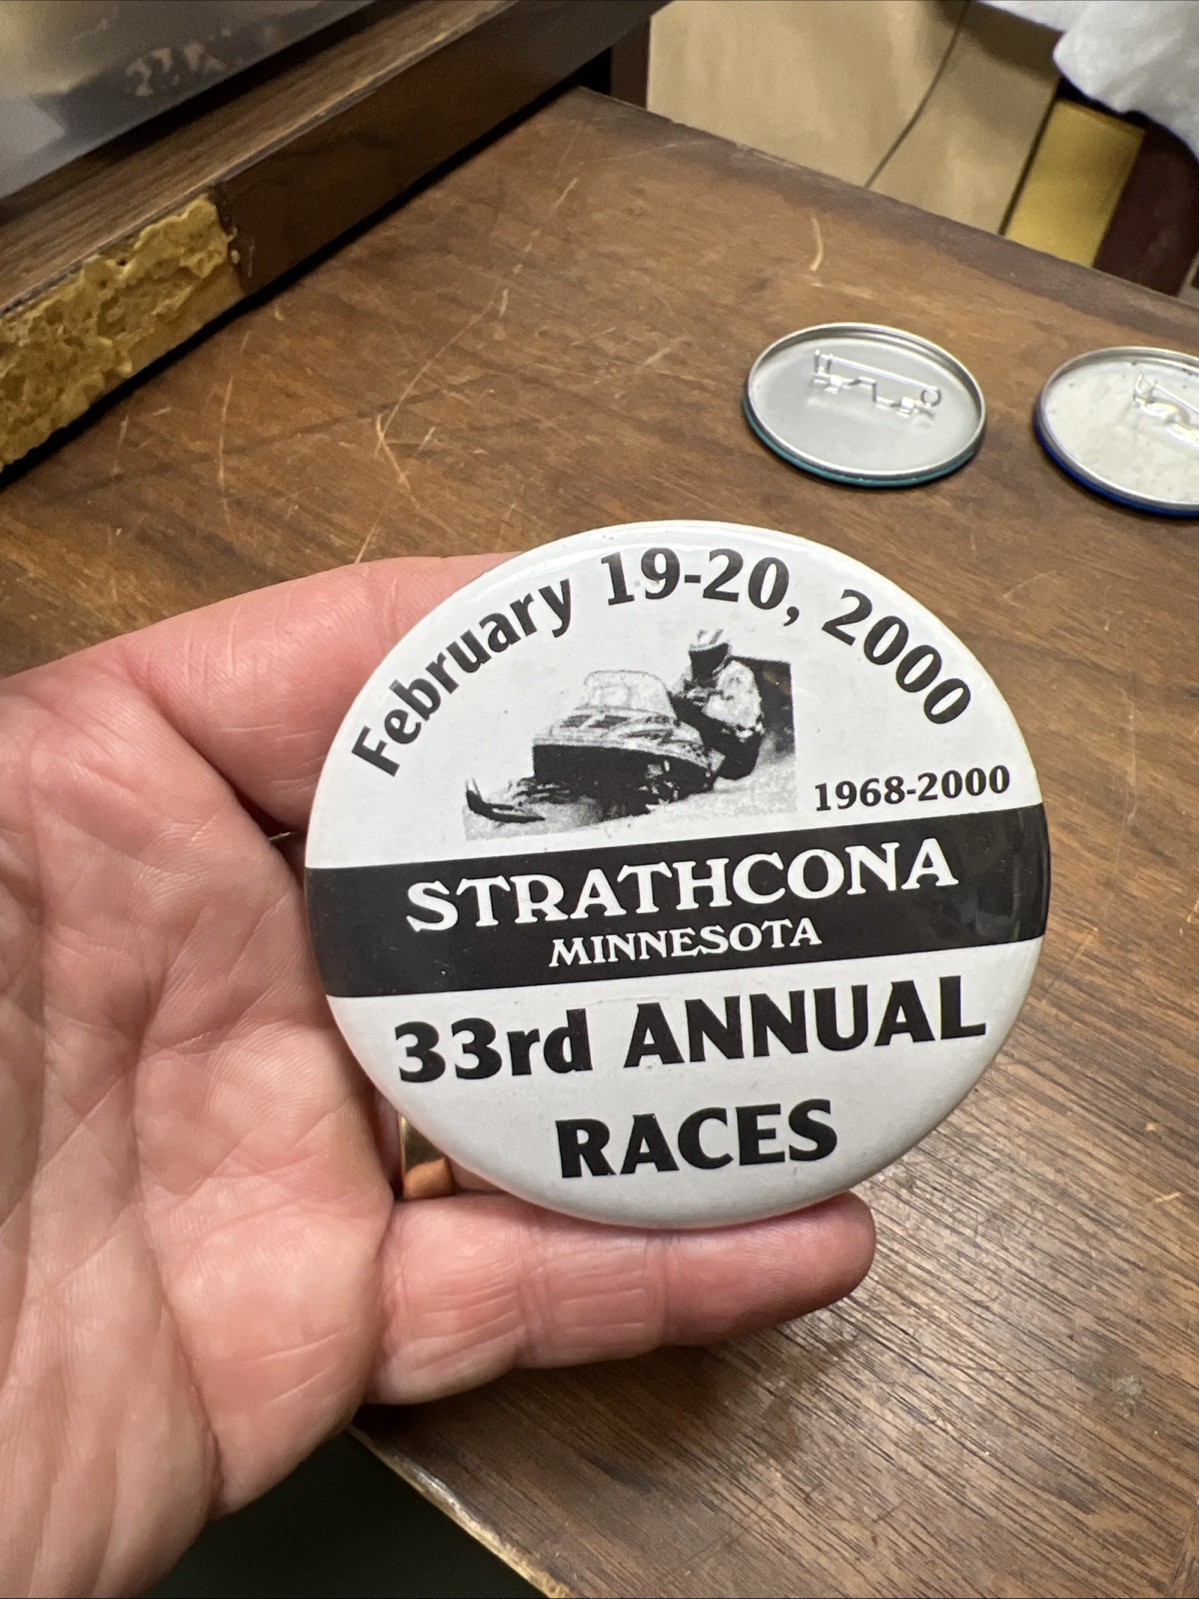 February 19-20, 2000
1968-2000
STRATHCONA
MINNESOTA
33rd ANNUAL
RACES